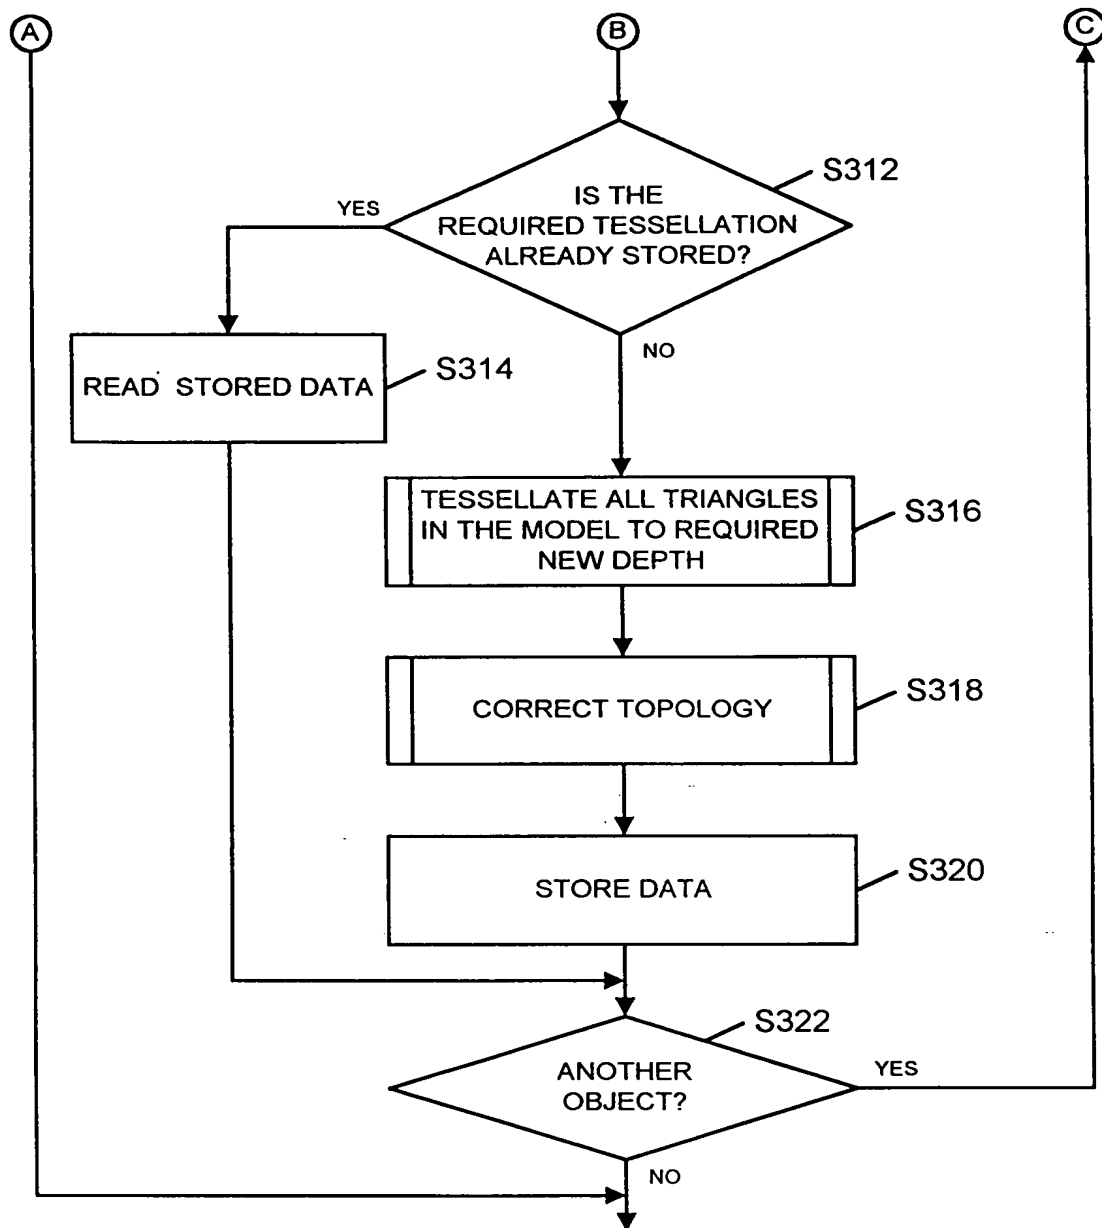 A
B
C
S312
IS THE
REQUIRED TESSELLATION
ALREADY STORED?
YES
NO
S314
READ STORED DATA
TESSELLATE ALL TRIANGLES
IN THE MODEL TO REQUIRED
NEW DEPTH
S316
CORRECT TOPOLOGY
S318
STORE DATA
S320
S322
ANOTHER
OBJECT?
YES
NO